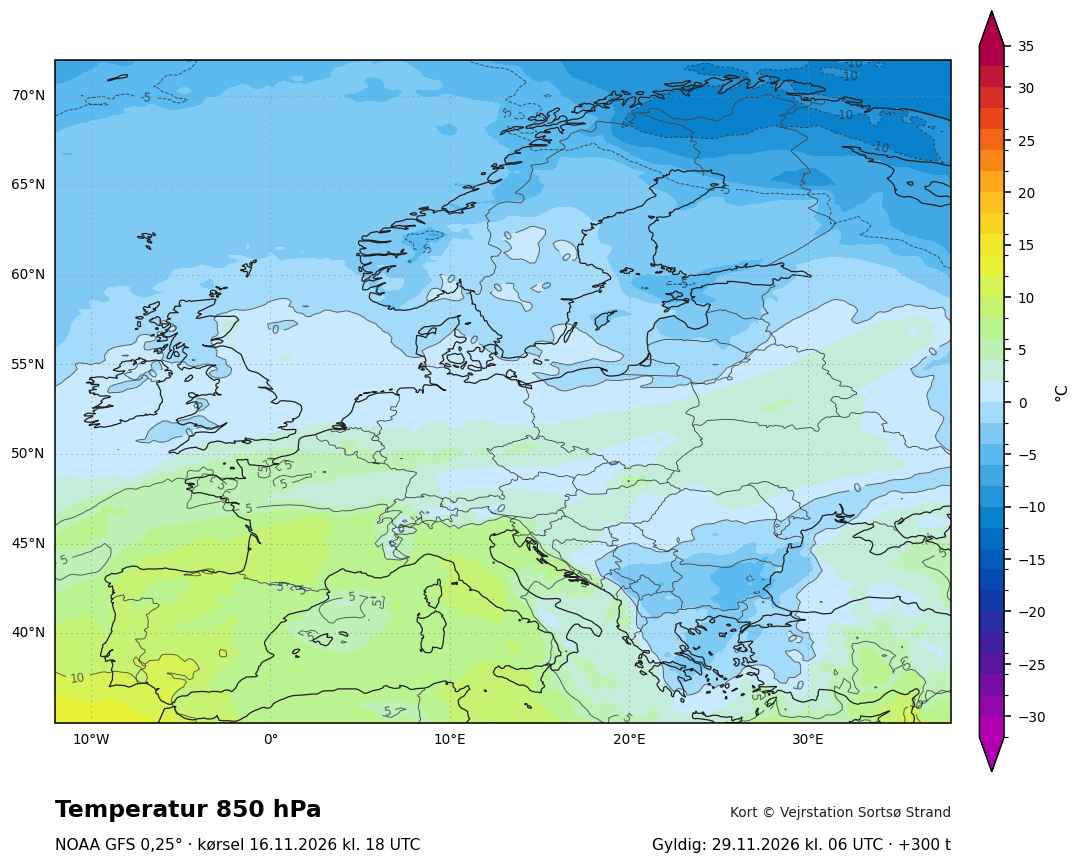 70°N
65°N
60°N
55°N
50°N
45°N
40°N
10°W
0°
10°E
20°E
30°E
35
30
25
20
15
10
5
0
−5
−10
−15
−20
−25
−30
°C
Temperatur 850 hPa
Kort © Vejrstation Sortsø Strand
NOAA GFS 0,25° · kørsel 16.11.2026 kl. 18 UTC
Gyldig: 29.11.2026 kl. 06 UTC · +300 t